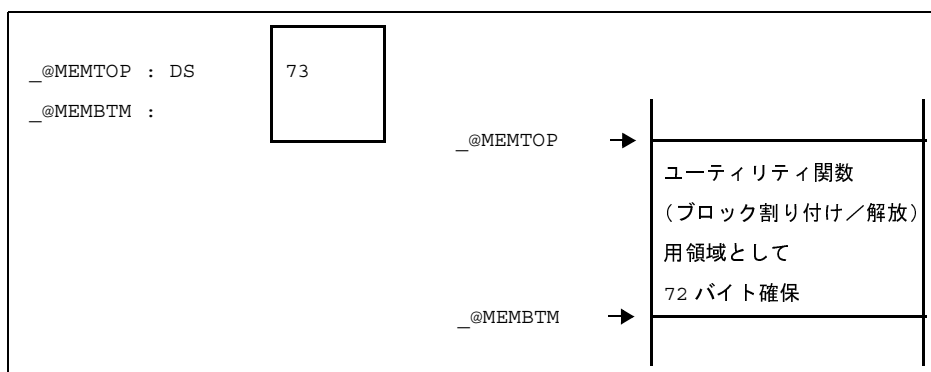 _@MEMTOP : DS 73
_@MEMBTM :
_@MEMTOP
ユーティリティ関数
(ブロック割り付け／解放)
用領域として
72 バイト確保
_@MEMBTM